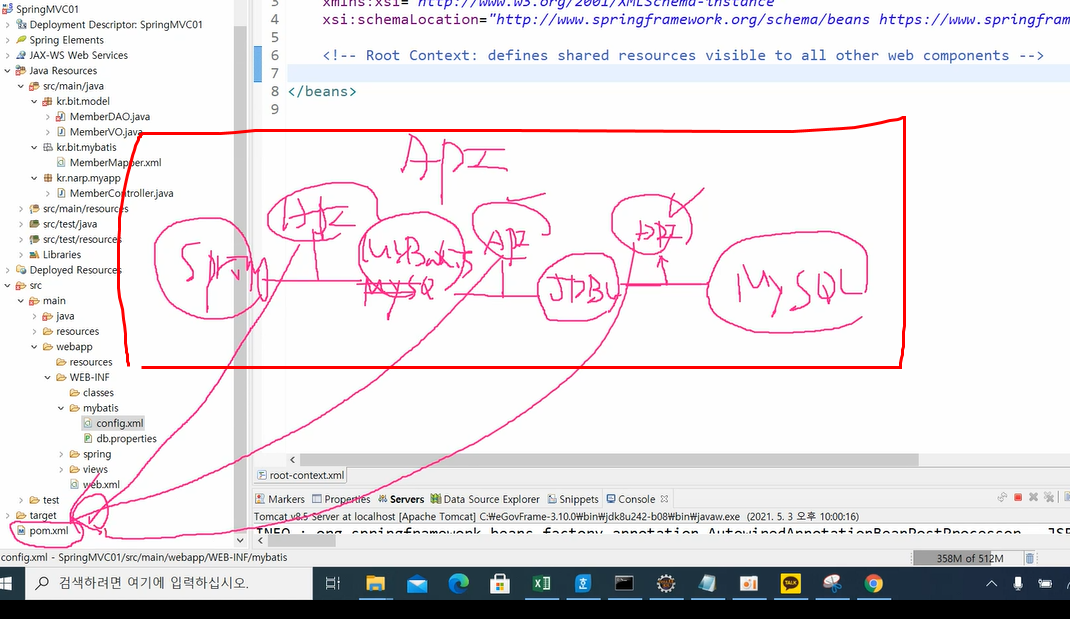 SpringMVC01
Deployment Descriptor: SpringMVC01
Spring Elements
JAX-WS Web Services
Java Resources
src/main/java
kr.bit.model
MemberDAO.java
MemberVO.java
kr.bit.mybatis
MemberMapper.xml
kr.narp.myapp
MemberController.java
src/main/resources
src/test/java
src/test/resources
Libraries
Deployed Resources
src
main
java
resources
webapp
resources
WEB-INF
classes
mybatis
config.xml
db.properties
spring
views
web.xml
test
target
pom.xml
3 xmlns:xsi="http://www.w3.org/2001/XMLSchema-instance"
4 xsi:schemaLocation="http://www.springframework.org/schema/beans https://www.springfram
5
6 <!-- Root Context: defines shared resources visible to all other web components -->
7
8 </beans>
9
API
API
API
API
Spring
MyBatis
MySQL
JDBC
MySQL
root-context.xml
Markers Properties Servers Data Source Explorer Snippets Console
Tomcat v8.5 Server at localhost [Apache Tomcat] C:\eGovFrame-3.10.0\bin\jdk8u242-b08\bin\javaw.exe (2021. 5. 3 오후 10:00:16)
INFO : org.springframework.beans.factory.annotation.AutowiredAnnotationBeanPostProcessor - JSR
config.xml - SpringMVC01/src/main/webapp/WEB-INF/mybatis
358M of 512M
검색하려면 여기에 입력하십시오.
TALK